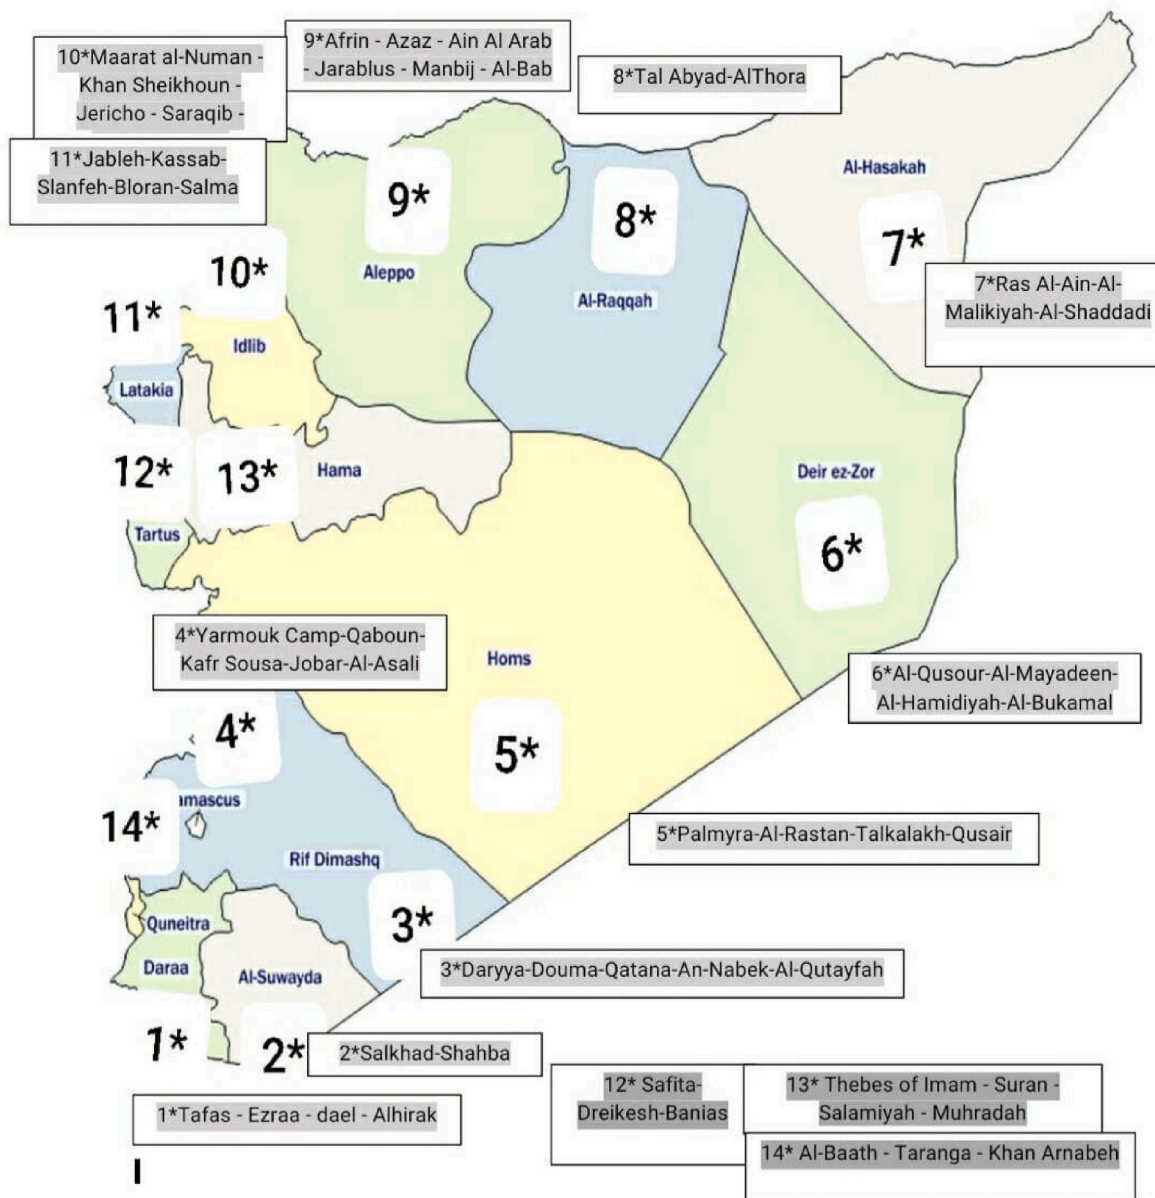 9*Afrin - Azaz - Ain Al Arab
- Jarablus - Manbij - Al-Bab
10*Maarat al-Numan -
Khan Sheikhoun -
Jericho - Saraqib -
8*Tal Abyad-AlThora
11*Jableh-Kassab-
Slanfeh-Bloran-Salma
Al-Hasakah
9*
8*
7*
10*
Aleppo
Al-Raqqah
7*Ras Al-Ain-Al-
Malikiyah-Al-Shaddadi
11*
Idlib
Latakia
12*
13*
Hama
Deir ez-Zor
Tartus
6*
4*Yarmouk Camp-Qaboun-
Kafr Sousa-Jobar-Al-Asali
Homs
6*Al-Qusour-Al-Mayadeen-
Al-Hamidiyah-Al-Bukamal
4*
5*
amascus
14*
5*Palmyra-Al-Rastan-Talkalakh-Qusair
Rif Dimashq
3*
Quneitra
Daraa
Al-Suwayda
3*Daryya-Douma-Qatana-An-Nabek-Al-Qutayfah
1*
2*
2*Salkhad-Shahba
12* Safita-
Dreikesh-Banias
13* Thebes of Imam - Suran -
Salamiyah - Muhradah
1*Tafas - Ezraa - dael - Alhirak
14* Al-Baath - Taranga - Khan Arnabeh